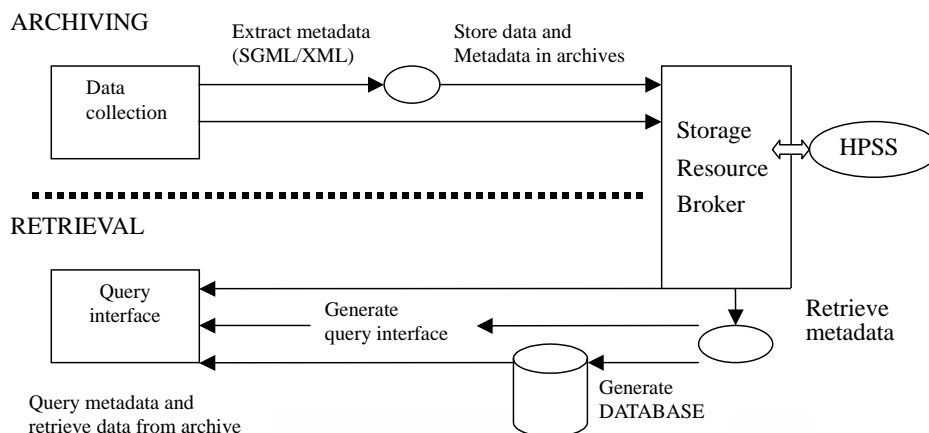 ARCHIVING
Extract metadata
(SGML/XML)
Store data and
Metadata in archives
Data
collection
Storage
Resource
Broker
HPSS
RETRIEVAL
Query
interface
Generate
query interface
Retrieve
metadata
Generate
DATABASE
Query metadata and
retrieve data from archive